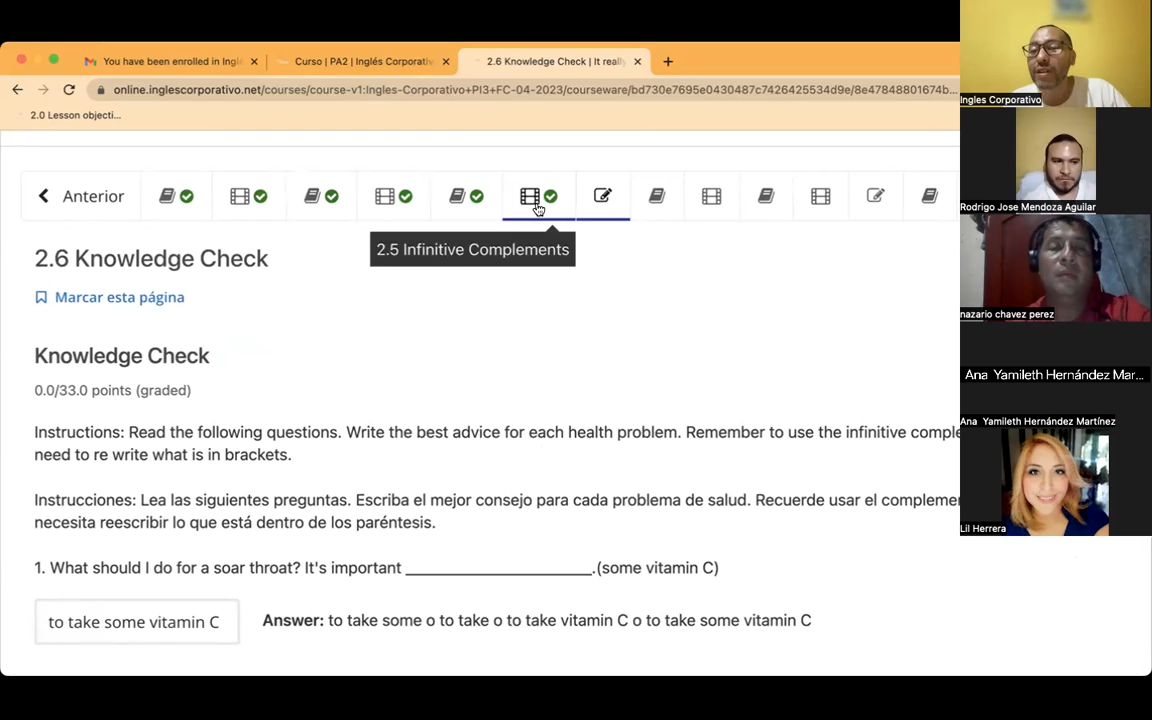 You have been enrolled in Ingl
Curso | PA2 | Inglés Corporativo
2.6 Knowledge Check | It reall
online.inglescorporativo.net/courses/course-v1:Ingles-Corporativo+PI3+FC-04-2023/courseware/bd730e7695e0430487c7426425534d9e/8e47848801674b...
2.0 Lesson objecti...
Anterior
2.5 Infinitive Complements
2.6 Knowledge Check
Marcar esta página
Knowledge Check
0.0/33.0 points (graded)
Instructions: Read the following questions. Write the best advice for each health problem. Remember to use the infinitive comple
need to re write what is in brackets.
Instrucciones: Lea las siguientes preguntas. Escriba el mejor consejo para cada problema de salud. Recuerde usar el complemen
necesita reescribir lo que está dentro de los paréntesis.
1. What should I do for a soar throat? It's important ______________________.(some vitamin C)
to take some vitamin C
Answer: to take some o to take o to take vitamin C o to take some vitamin C
Ingles Corporativo
Rodrigo Jose Mendoza Aguilar
nazario chavez perez
Ana Yamileth Hernández Mar...
Ana Yamileth Hernández Martínez
Lil Herrera